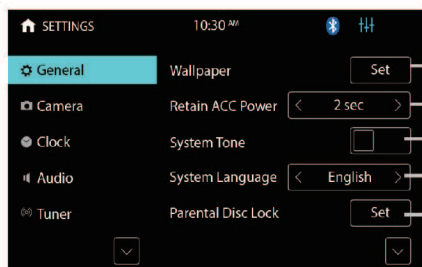 SETTINGS 10:30 AM
General
Wallpaper Set
Camera
Retain ACC Power < 2 sec >
Clock
System Tone
Audio
System Language < English >
Tuner
Parental Disc Lock Set